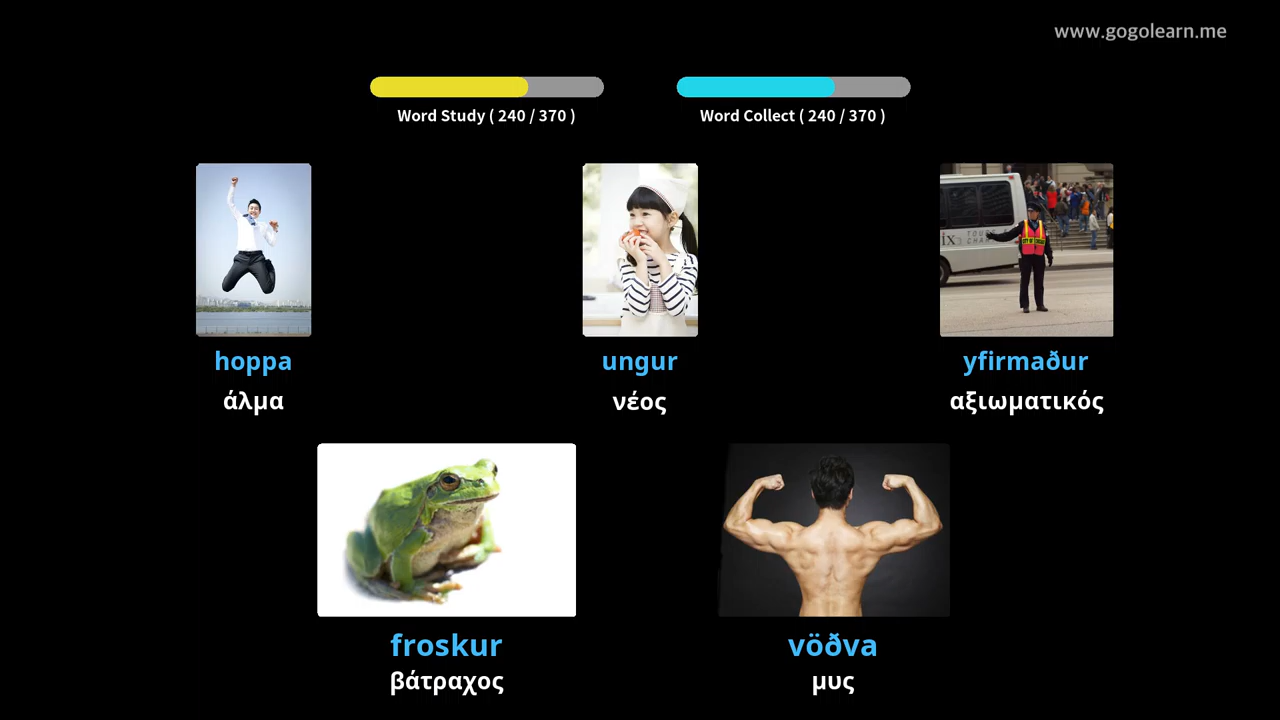 www.gogolearn.me
Word Study ( 240 / 370 )
Word Collect ( 240 / 370 )
hoppa
ungur
yfirmaður
άλμα
νέος
αξιωματικός
froskur
vöðva
βάτραχος
μυς